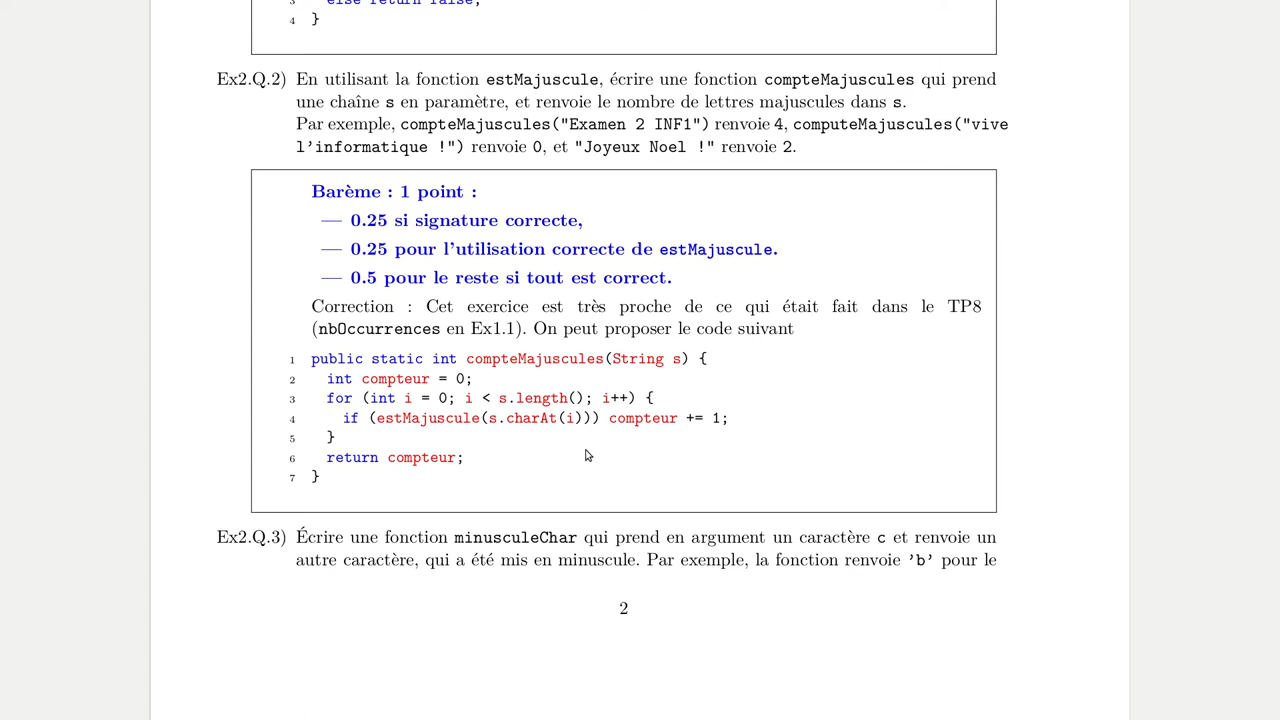 3 else return false;
4 }
Ex2.Q.2) En utilisant la fonction estMajuscule, écrire une fonction compteMajuscules qui prend
une chaîne s en paramètre, et renvoie le nombre de lettres majuscules dans s.
Par exemple, compteMajuscules("Examen 2 INF1") renvoie 4, computeMajuscules("vive
l'informatique !") renvoie 0, et "Joyeux Noel !" renvoie 2.
Barème : 1 point :
— 0.25 si signature correcte,
— 0.25 pour l'utilisation correcte de estMajuscule.
— 0.5 pour le reste si tout est correct.
Correction : Cet exercice est très proche de ce qui était fait dans le TP8
(nbOccurrences en Ex1.1). On peut proposer le code suivant
1 public static int compteMajuscules(String s) {
2 int compteur = 0;
3 for (int i = 0; i < s.length(); i++) {
4 if (estMajuscule(s.charAt(i))) compteur += 1;
5 }
6 return compteur;
7 }
Ex2.Q.3) Écrire une fonction minusculeChar qui prend en argument un caractère c et renvoie un
autre caractère, qui a été mis en minuscule. Par exemple, la fonction renvoie 'b' pour le
2